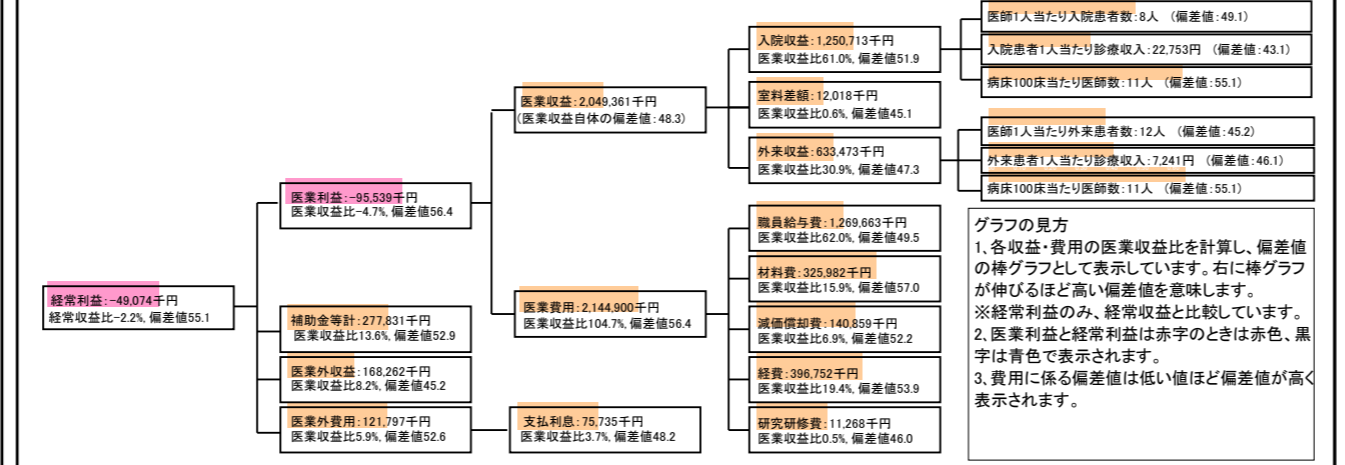 経常利益:-49,074千円
経常収益比-2.2%, 偏差値55.1
医業利益:-95,539千円
医業収益比-4.7%, 偏差値56.4
補助金等計:277,831千円
医業収益比13.6%, 偏差値52.9
医業外収益:168,262千円
医業収益比8.2%, 偏差値45.2
医業外費用:121,797千円
医業収益比5.9%, 偏差値52.6
医業収益:2,049,361千円
(医業収益自体の偏差値:48.3)
医業費用:2,144,900千円
医業収益比104.7%, 偏差値56.4
支払利息:75,735千円
医業収益比3.7%, 偏差値48.2
入院収益:1,250,713千円
医業収益比61.0%, 偏差値51.9
室料差額:12,018千円
医業収益比0.6%, 偏差値45.1
外来収益:633,473千円
医業収益比30.9%, 偏差値47.3
職員給与費:1,269,663千円
医業収益比62.0%, 偏差値49.5
材料費:325,982千円
医業収益比15.9%, 偏差値57.0
減価償却費:140,859千円
医業収益比6.9%, 偏差値52.2
経費:396,752千円
医業収益比19.4%, 偏差値53.9
研究研修費:11,268千円
医業収益比0.5%, 偏差値46.0
医師1人当たり入院患者数:8人 (偏差値:49.1)
入院患者1人当たり診療収入:22,753円 (偏差値:43.1)
病床100床当たり医師数:11人 (偏差値:55.1)
医師1人当たり外来患者数:12人 (偏差値:45.2)
外来患者1人当たり診療収入:7,241円 (偏差値:46.1)
病床100床当たり医師数:11人 (偏差値:55.1)
グラフの見方
1、各収益・費用の医業収益比を計算し、偏差値
の棒グラフとして表示しています。右に棒グラフ
が伸びるほど高い偏差値を意味します。
※経常利益のみ、経常収益と比較しています。
2、医業利益と経常利益は赤字のときは赤色、黒
字は青色で表示されます。
3、費用に係る偏差値は低い値ほど偏差値が高く
表示されます。